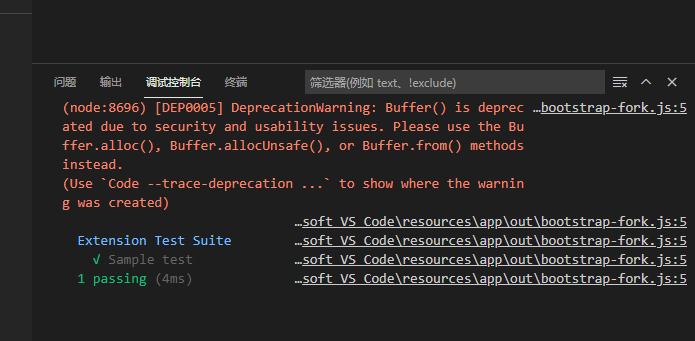 问题 输出 调试控制台 终端 筛选器(例如 text、!exclude)
(node:8696) [DEP0005] DeprecationWarning: Buffer() is deprec …bootstrap-fork.js:5
ated due to security and usability issues. Please use the Bu
ffer.alloc(), Buffer.allocUnsafe(), or Buffer.from() methods
instead.
(Use `Code --trace-deprecation ...` to show where the warnin
g was created)
…soft VS Code\resources\app\out\bootstrap-fork.js:5
Extension Test Suite …soft VS Code\resources\app\out\bootstrap-fork.js:5
√ Sample test …soft VS Code\resources\app\out\bootstrap-fork.js:5
1 passing (4ms) …soft VS Code\resources\app\out\bootstrap-fork.js:5